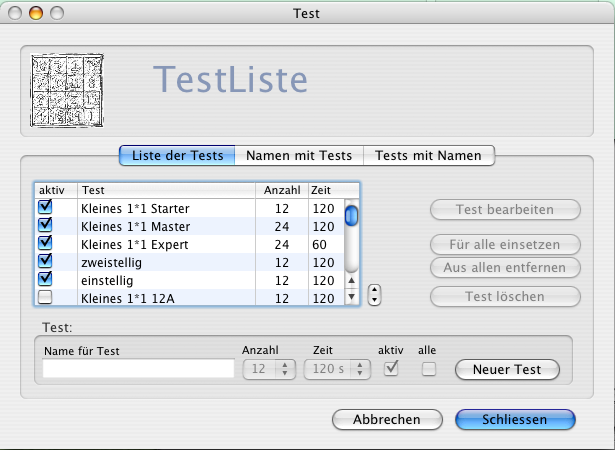 Test
TestListe
Liste der Tests Namen mit Tests Tests mit Namen
aktiv Test Anzahl Zeit
Kleines 1*1 Starter 12 120
Kleines 1*1 Master 24 120
Kleines 1*1 Expert 24 60
zweistellig 12 120
einstellig 12 120
Kleines 1*1 12A 12 120
Test bearbeiten
Für alle einsetzen
Aus allen entfernen
Test löschen
Test:
Name für Test Anzahl Zeit aktiv alle
12 120 s Neuer Test
Abbrechen Schliessen